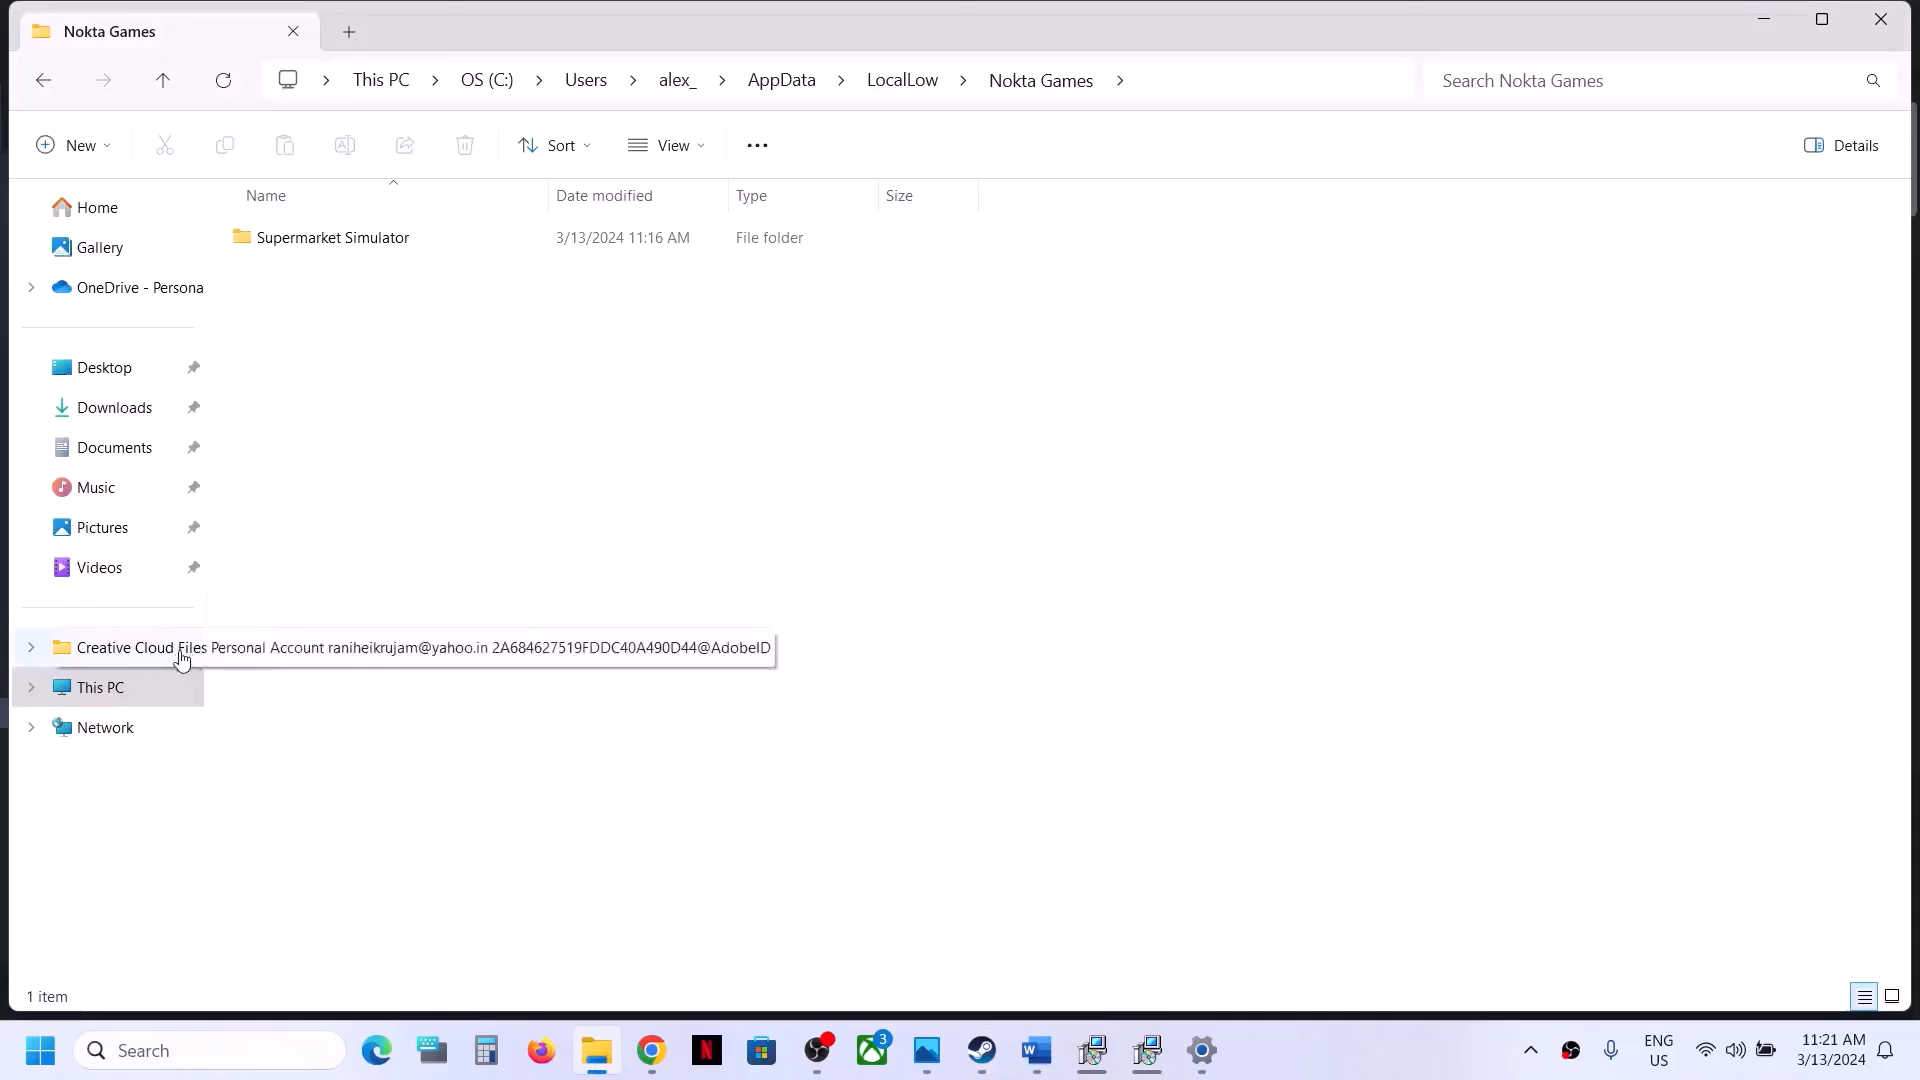 Nokta Games
This PC
OS (C:)
Users
alex_
AppData
LocalLow
Nokta Games
Search Nokta Games
New
Sort
View
Details
Name
Date modified
Type
Size
Supermarket Simulator
3/13/2024 11:16 AM
File folder
Home
Gallery
OneDrive - Persona
Desktop
Downloads
Documents
Music
Pictures
Videos
Creative Cloud Files Personal Account raniheikrujam@yahoo.in 2A684627519FDDC40A490D44@AdobeID
This PC
Network
1 item
Search
3
ENG
US
11:21 AM
3/13/2024